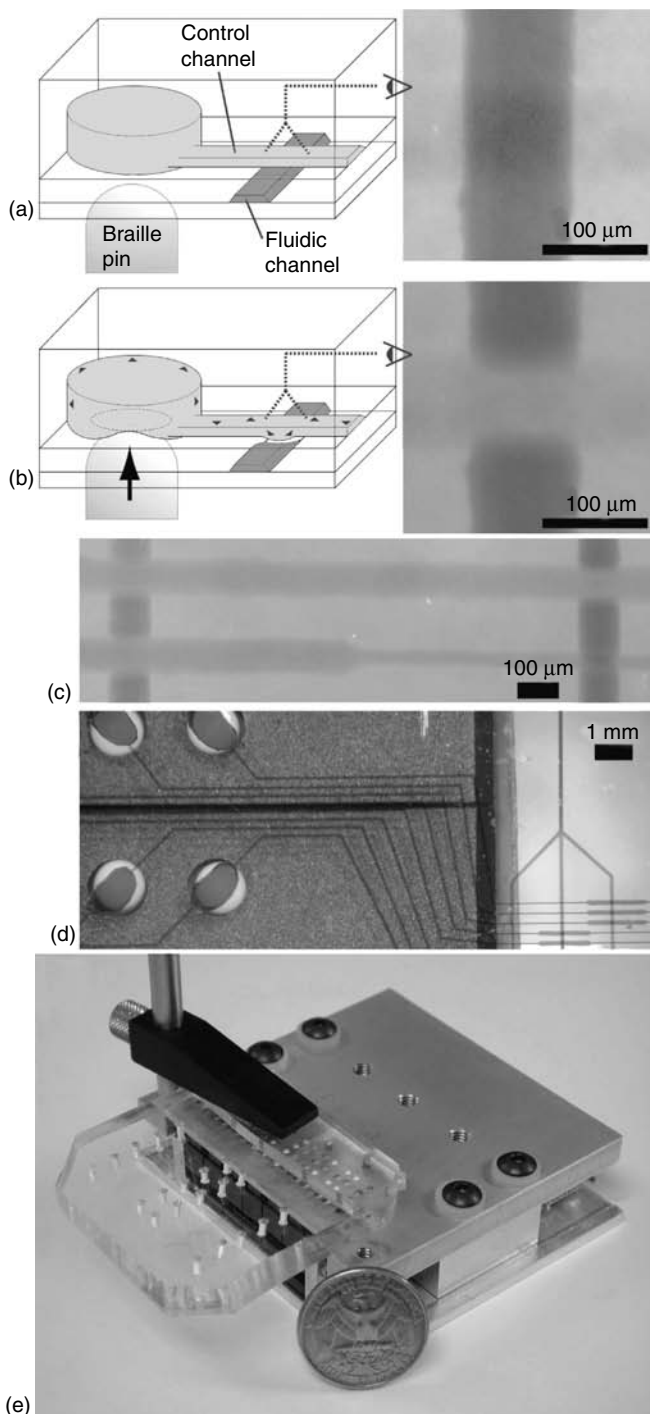 Control
channel
(a)
Braille
pin
Fluidic
channel
100 μm
(b)
100 μm
(c)
100 μm
(d)
1 mm
(e)